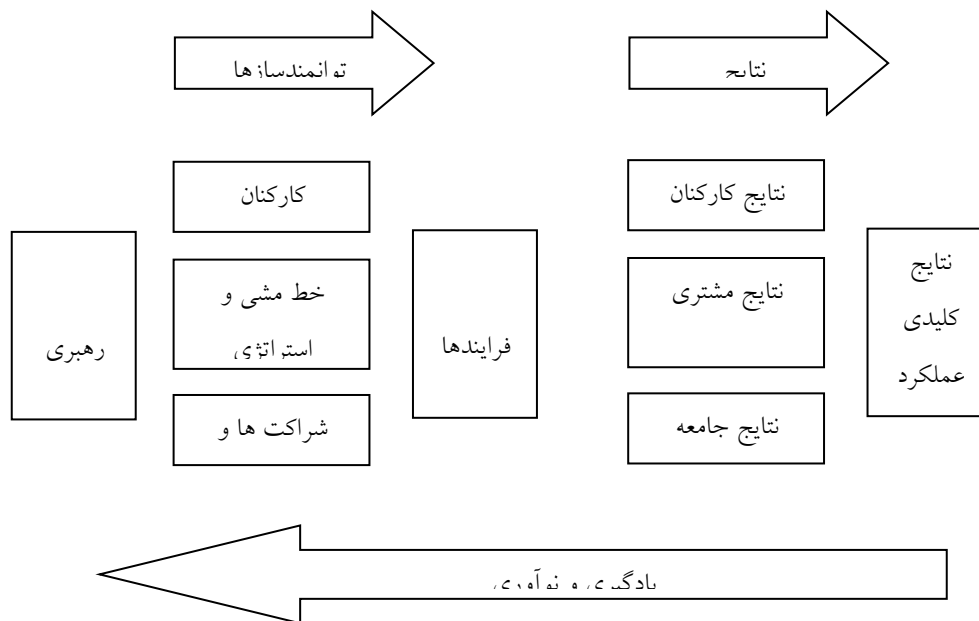 توانمندسازها
نتایج
کارکنان
نتایج کارکنان
رهبری
خط مشی و
استراتژی
فرایندها
نتایج مشتری
نتایج
کلیدی
عملکرد
شراکت ها و
نتایج جامعه
یادگیری و نوآوری